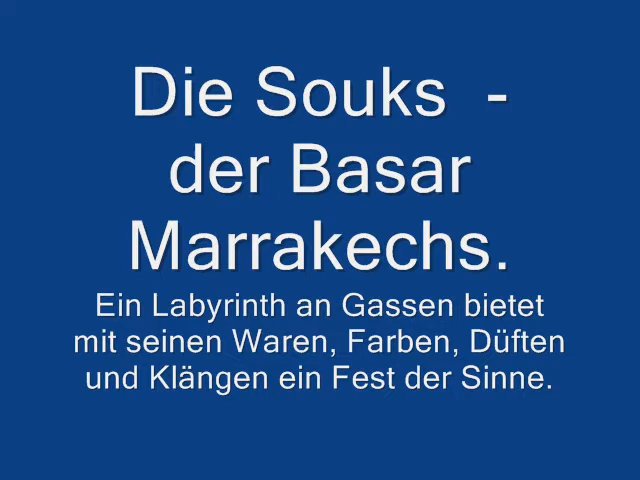 Die Souks -
der Basar
Marrakechs.
Ein Labyrinth an Gassen bietet
mit seinen Waren, Farben, Düften
und Klängen ein Fest der Sinne.